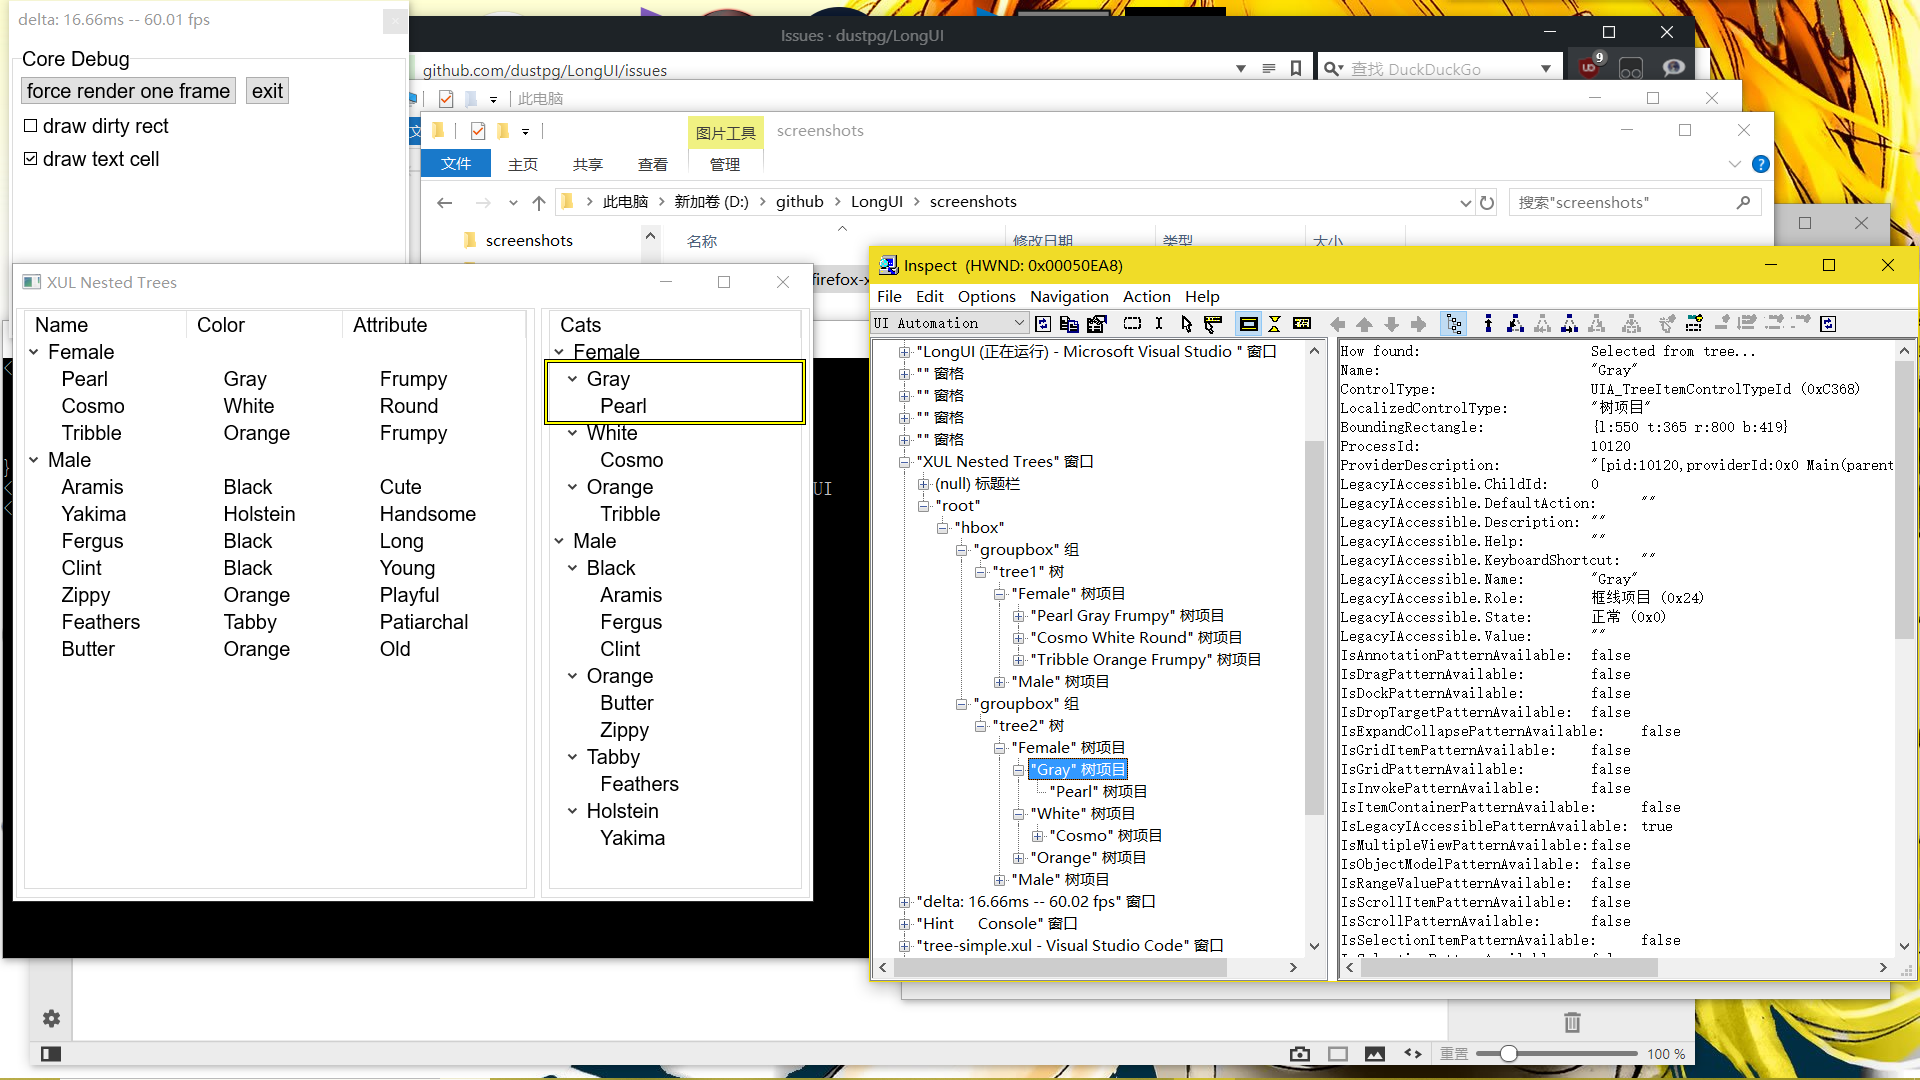 delta: 16.66ms -- 60.01 fps
Core Debug
force render one frame
exit
draw dirty rect
draw text cell
Issues · dustpg/LongUI
github.com/dustpg/LongUI/issues
查找 DuckDuckGo
9
此电脑
图片工具
screenshots
文件
主页
共享
查看
管理
此电脑
新加卷 (D:)
github
LongUI
screenshots
搜索"screenshots"
screenshots
名称
修改日期
类型
大小
firefox-x
UI
XUL Nested Trees
Name Color Attribute
Female
Pearl Gray Frumpy
Cosmo White Round
Tribble Orange Frumpy
Male
Aramis Black Cute
Yakima Holstein Handsome
Fergus Black Long
Clint Black Young
Zippy Orange Playful
Feathers Tabby Patiarchal
Butter Orange Old
Cats
Female
Gray
Pearl
White
Cosmo
Orange
Tribble
Male
Black
Aramis
Fergus
Clint
Orange
Butter
Zippy
Tabby
Feathers
Holstein
Yakima
Inspect (HWND: 0x00050EA8)
File Edit Options Navigation Action Help
UI Automation
"LongUI (正在运行) - Microsoft Visual Studio " 窗口
"" 窗格
"" 窗格
"" 窗格
"" 窗格
"XUL Nested Trees" 窗口
(null) 标题栏
"root"
"hbox"
"groupbox" 组
"tree1" 树
"Female" 树项目
"Pearl Gray Frumpy" 树项目
"Cosmo White Round" 树项目
"Tribble Orange Frumpy" 树项目
"Male" 树项目
"groupbox" 组
"tree2" 树
"Female" 树项目
"Gray" 树项目
"Pearl" 树项目
"White" 树项目
"Cosmo" 树项目
"Orange" 树项目
"Male" 树项目
"delta: 16.66ms -- 60.02 fps" 窗口
"Hint Console" 窗口
"tree-simple.xul - Visual Studio Code" 窗口
How found: Selected from tree...
Name: "Gray"
ControlType: UIA_TreeItemControlTypeId (0xC368)
LocalizedControlType: "树项目"
BoundingRectangle: {l:550 t:365 r:800 b:419}
ProcessId: 10120
ProviderDescription: "[pid:10120,providerId:0x0 Main(parent
LegacyIAccessible.ChildId: 0
LegacyIAccessible.DefaultAction: ""
LegacyIAccessible.Description: ""
LegacyIAccessible.Help: ""
LegacyIAccessible.KeyboardShortcut: ""
LegacyIAccessible.Name: "Gray"
LegacyIAccessible.Role: 框线项目 (0x24)
LegacyIAccessible.State: 正常 (0x0)
LegacyIAccessible.Value: ""
IsAnnotationPatternAvailable: false
IsDragPatternAvailable: false
IsDockPatternAvailable: false
IsDropTargetPatternAvailable: false
IsExpandCollapsePatternAvailable: false
IsGridItemPatternAvailable: false
IsGridPatternAvailable: false
IsInvokePatternAvailable: false
IsItemContainerPatternAvailable: false
IsLegacyIAccessiblePatternAvailable: true
IsMultipleViewPatternAvailable: false
IsObjectModelPatternAvailable: false
IsRangeValuePatternAvailable: false
IsScrollItemPatternAvailable: false
IsScrollPatternAvailable: false
IsSelectionItemPatternAvailable: false
重置
100 %